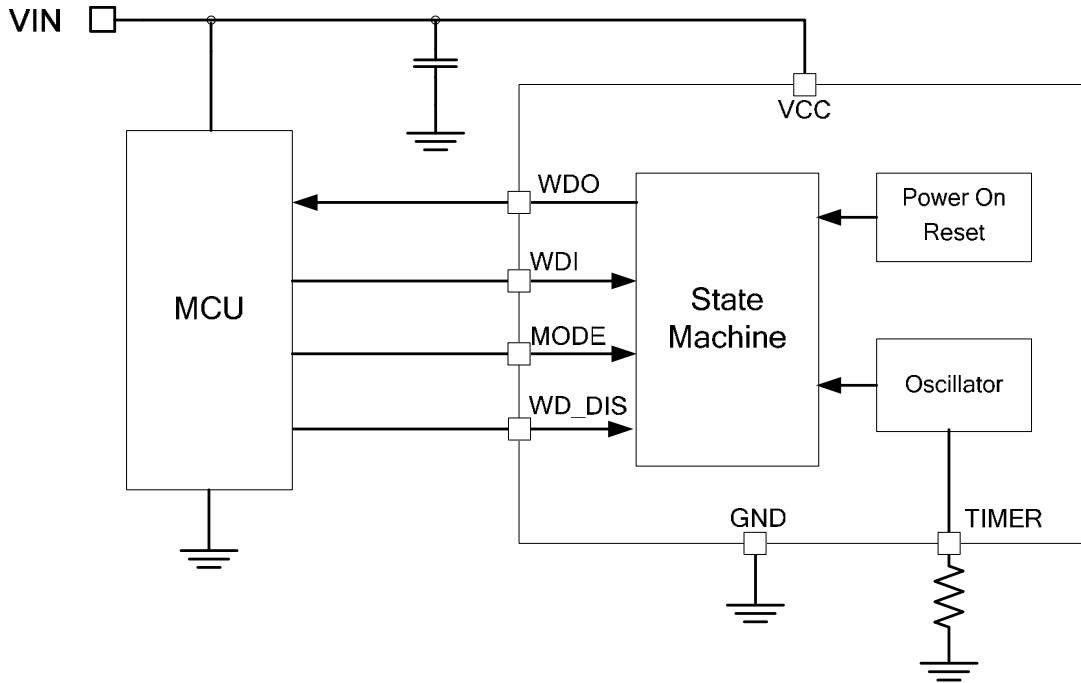 VIN
VCC
WDO
Power On
Reset
WDI
MCU
State
Machine
MODE
Oscillator
WD_DIS
GND
TIMER